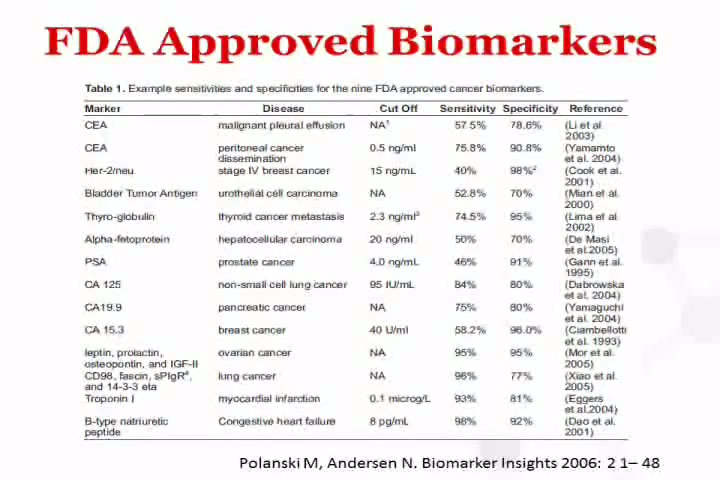 FDA Approved Biomarkers
Table 1. Example sensitivities and specificities for the nine FDA approved cancer biomarkers.
Marker Disease Cut Off Sensitivity Specificity Reference
CEA malignant pleural effusion NA¹ 57.5% 78.6% (Li et al
2003)
CEA peritoneal cancer 0.5 ng/ml 75.8% 90.8% (Yamamto
dissemination et al. 2004)
Her-2/neu stage IV breast cancer 15 ng/mL 40% 98%² (Cook et al.
2001)
Bladder Tumor Antigen urothelial cell carcinoma NA 52.8% 70% (Mian et al.
2000)
Thyro-globulin thyroid cancer metastasis 2.3 ng/ml³ 74.5% 95% (Lima et al.
2002)
Alpha-fetoprotein hepatocellular carcinoma 20 ng/ml 50% 70% (De Masi
et al.2005)
PSA prostate cancer 4.0 ng/mL 46% 91% (Gann et al.
1995)
CA 125 non-small cell lung cancer 95 IU/mL 84% 80% (Dabrowska
et al. 2004)
CA19.9 pancreatic cancer NA 75% 80% (Yamaguchi
et al. 2004)
CA 15.3 breast cancer 40 U/ml 58.2% 96.0% (Ciambellotti
et al. 1993)
leptin, prolactin, ovarian cancer NA 95% 95% (Mor et al.
osteopontin, and IGF-II 2005)
CD98, fascin, sPIgR⁴, lung cancer NA 96% 77% (Xiao et al.
and 14-3-3 eta 2005)
Troponin I myocardial infarction 0.1 microg/L 93% 81% (Eggers
et al.2004)
B-type natriuretic Congestive heart failure 8 pg/mL 98% 92% (Dao et al.
peptide 2001)
Polanski M, Andersen N. Biomarker Insights 2006: 2 1– 48